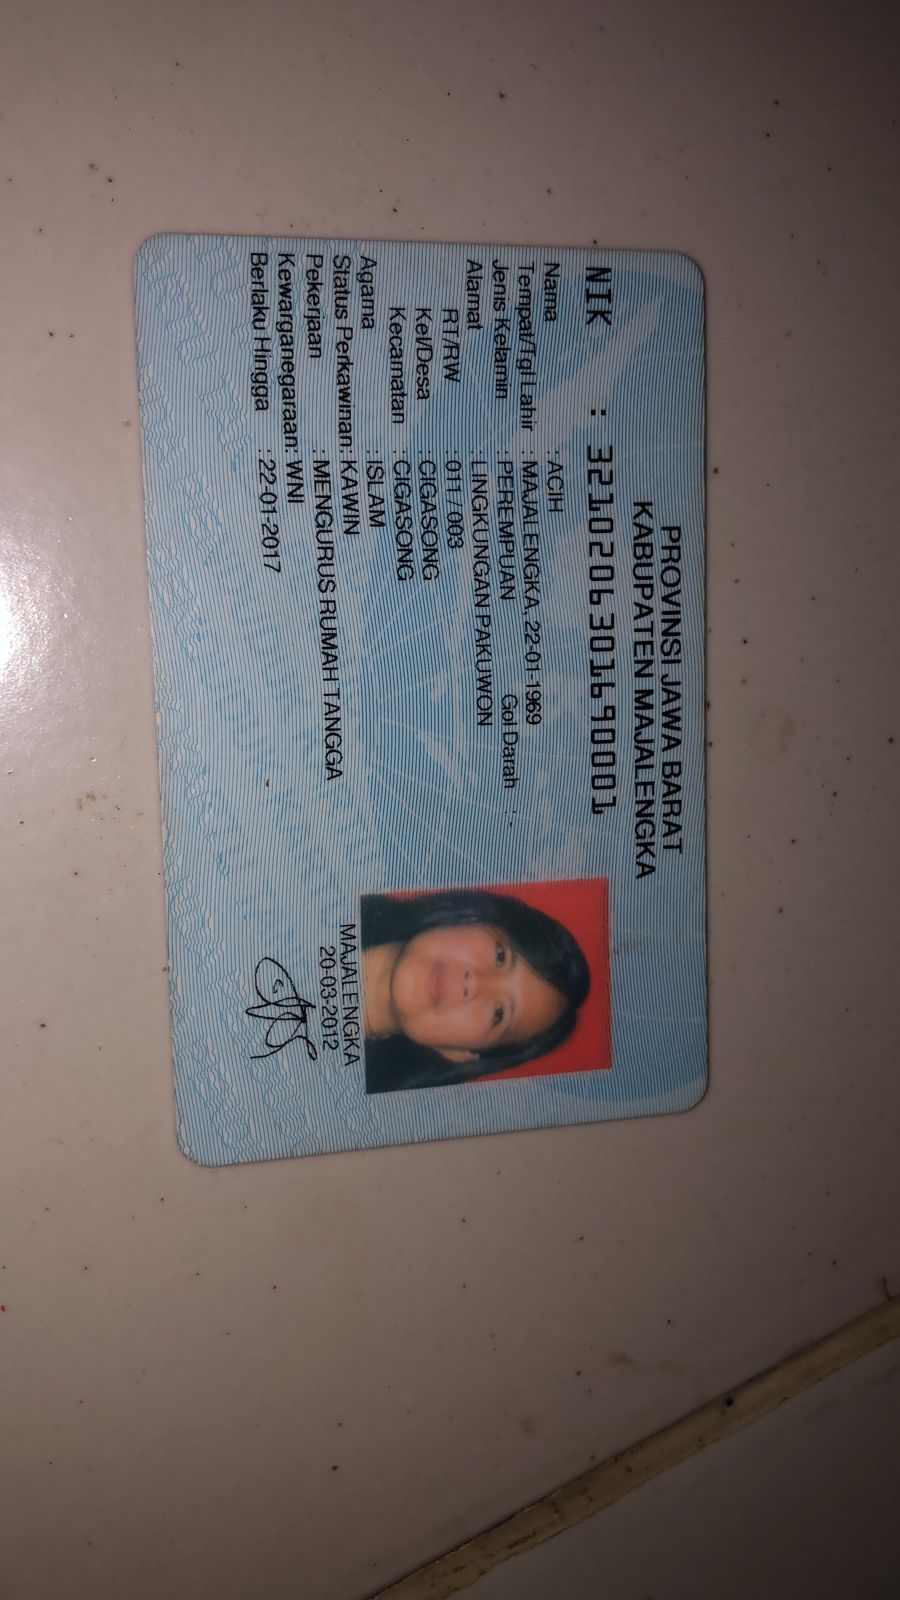 PROVINSI JAWA BARAT
KABUPATEN MAJALENGKA
NIK : 3210206301690001
Nama : ACIH
Tempat/Tgl Lahir : MAJALENGKA, 22-01-1969
Jenis Kelamin : PEREMPUAN Gol Darah : -
Alamat : LINGKUNGAN PAKUWON
RT/RW : 011 / 003
Kel/Desa : CIGASONG
Kecamatan : CIGASONG
Agama : ISLAM
Status Perkawinan: KAWIN
Pekerjaan : MENGURUS RUMAH TANGGA
Kewarganegaraan: WNI
Berlaku Hingga : 22-01-2017
MAJALENGKA
20-03-2012